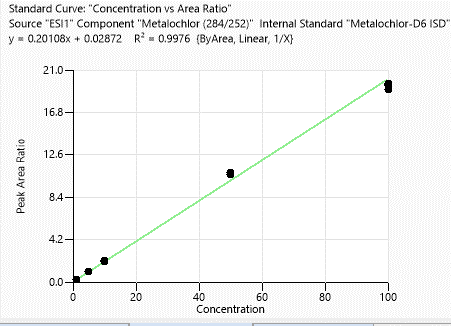 Standard Curve: "Concentration vs Area Ratio"
Source "ESI1" Component "Metalochlor (284/252)" Internal Standard "Metalochlor-D6 ISD"
y = 0.20108x + 0.02872 R² = 0.9976 {ByArea, Linear, 1/X}
21.0
16.8
12.6
8.4
4.2
0.0
Peak Area Ratio
0 20 40 60 80 100
Concentration